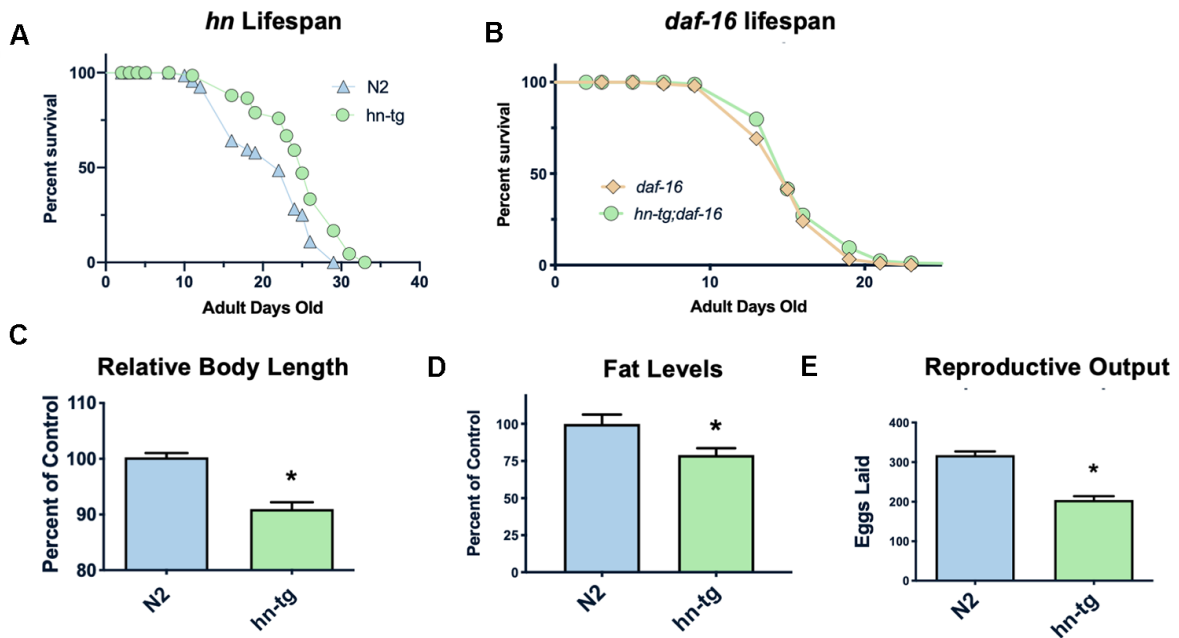 A
hn Lifespan
Percent survival
100
50
0
0
10
20
30
40
Adult Days Old
N2
hn-tg
B
daf-16 lifespan
Percent survival
100
50
0
0
10
20
Adult Days Old
daf-16
hn-tg;daf-16
C
Relative Body Length
Percent of Control
110
100
90
80
*
N2
hn-tg
D
Fat Levels
Percent of Control
100
75
50
25
0
*
N2
hn-tg
E
Reproductive Output
Eggs Laid
400
300
200
100
0
*
N2
hn-tg